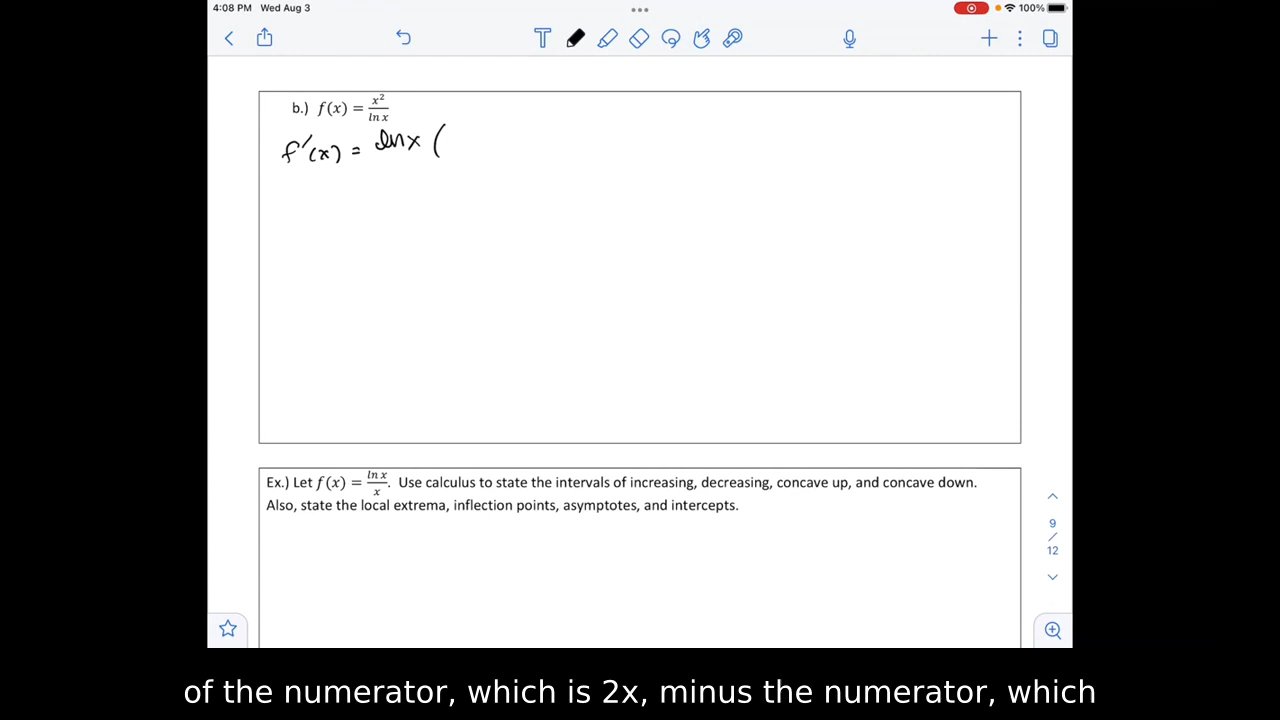 4:08 PM Wed Aug 3
100%
T
b.) f(x) = x²/ln x
f'(x) = ln x (
Ex.) Let f(x) = ln x/x. Use calculus to state the intervals of increasing, decreasing, concave up, and concave down.
Also, state the local extrema, inflection points, asymptotes, and intercepts.
9
/
12
of the numerator, which is 2x, minus the numerator, which